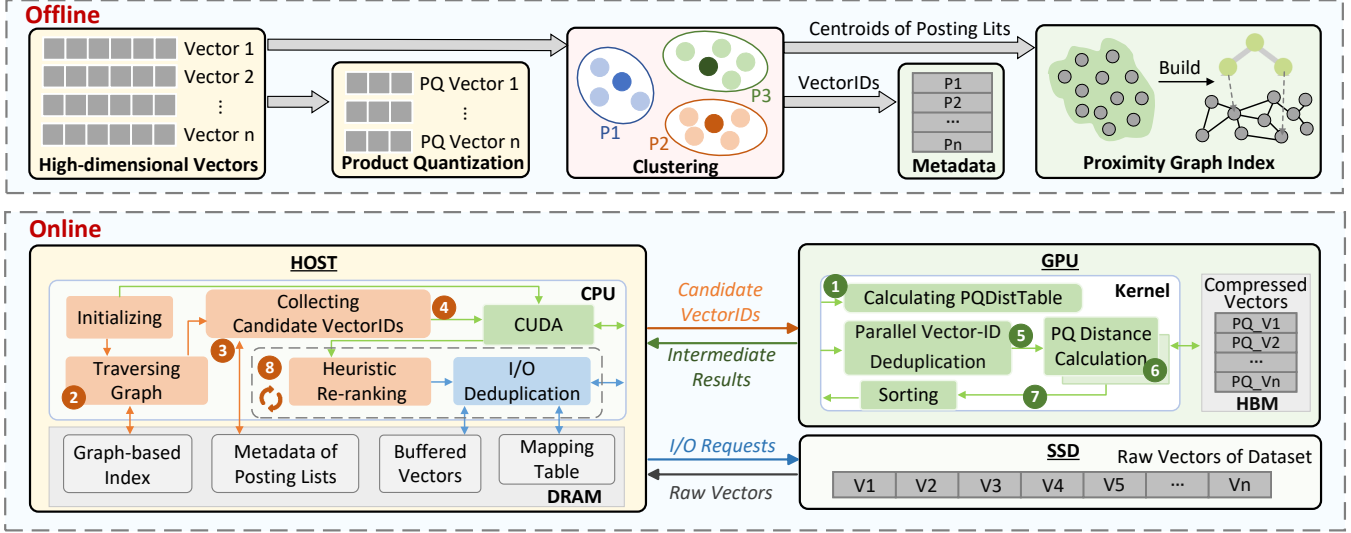 Offline
Vector 1
Vector 2
⋮
Vector n
High-dimensional Vectors
PQ Vector 1
⋮
PQ Vector n
Product Quantization
P1
P2
P3
Clustering
Centroids of Posting Lits
VectorIDs
P1
P2
...
Pn
Metadata
Build
Proximity Graph Index
Online
HOST
CPU
Initializing
Collecting
Candidate VectorIDs
4
CUDA
3
Traversing
Graph
2
8
Heuristic
Re-ranking
I/O
Deduplication
Graph-based
Index
Metadata of
Posting Lists
Buffered
Vectors
Mapping
Table
DRAM
Candidate
VectorIDs
Intermediate
Results
I/O Requests
Raw Vectors
GPU
Kernel
1
Calculating PQDistTable
Parallel Vector-ID
Deduplication
5
PQ Distance
Calculation
6
Sorting
7
Compressed
Vectors
PQ_V1
PQ_V2
...
PQ_Vn
HBM
SSD
Raw Vectors of Dataset
V1 V2 V3 V4 V5 ... Vn